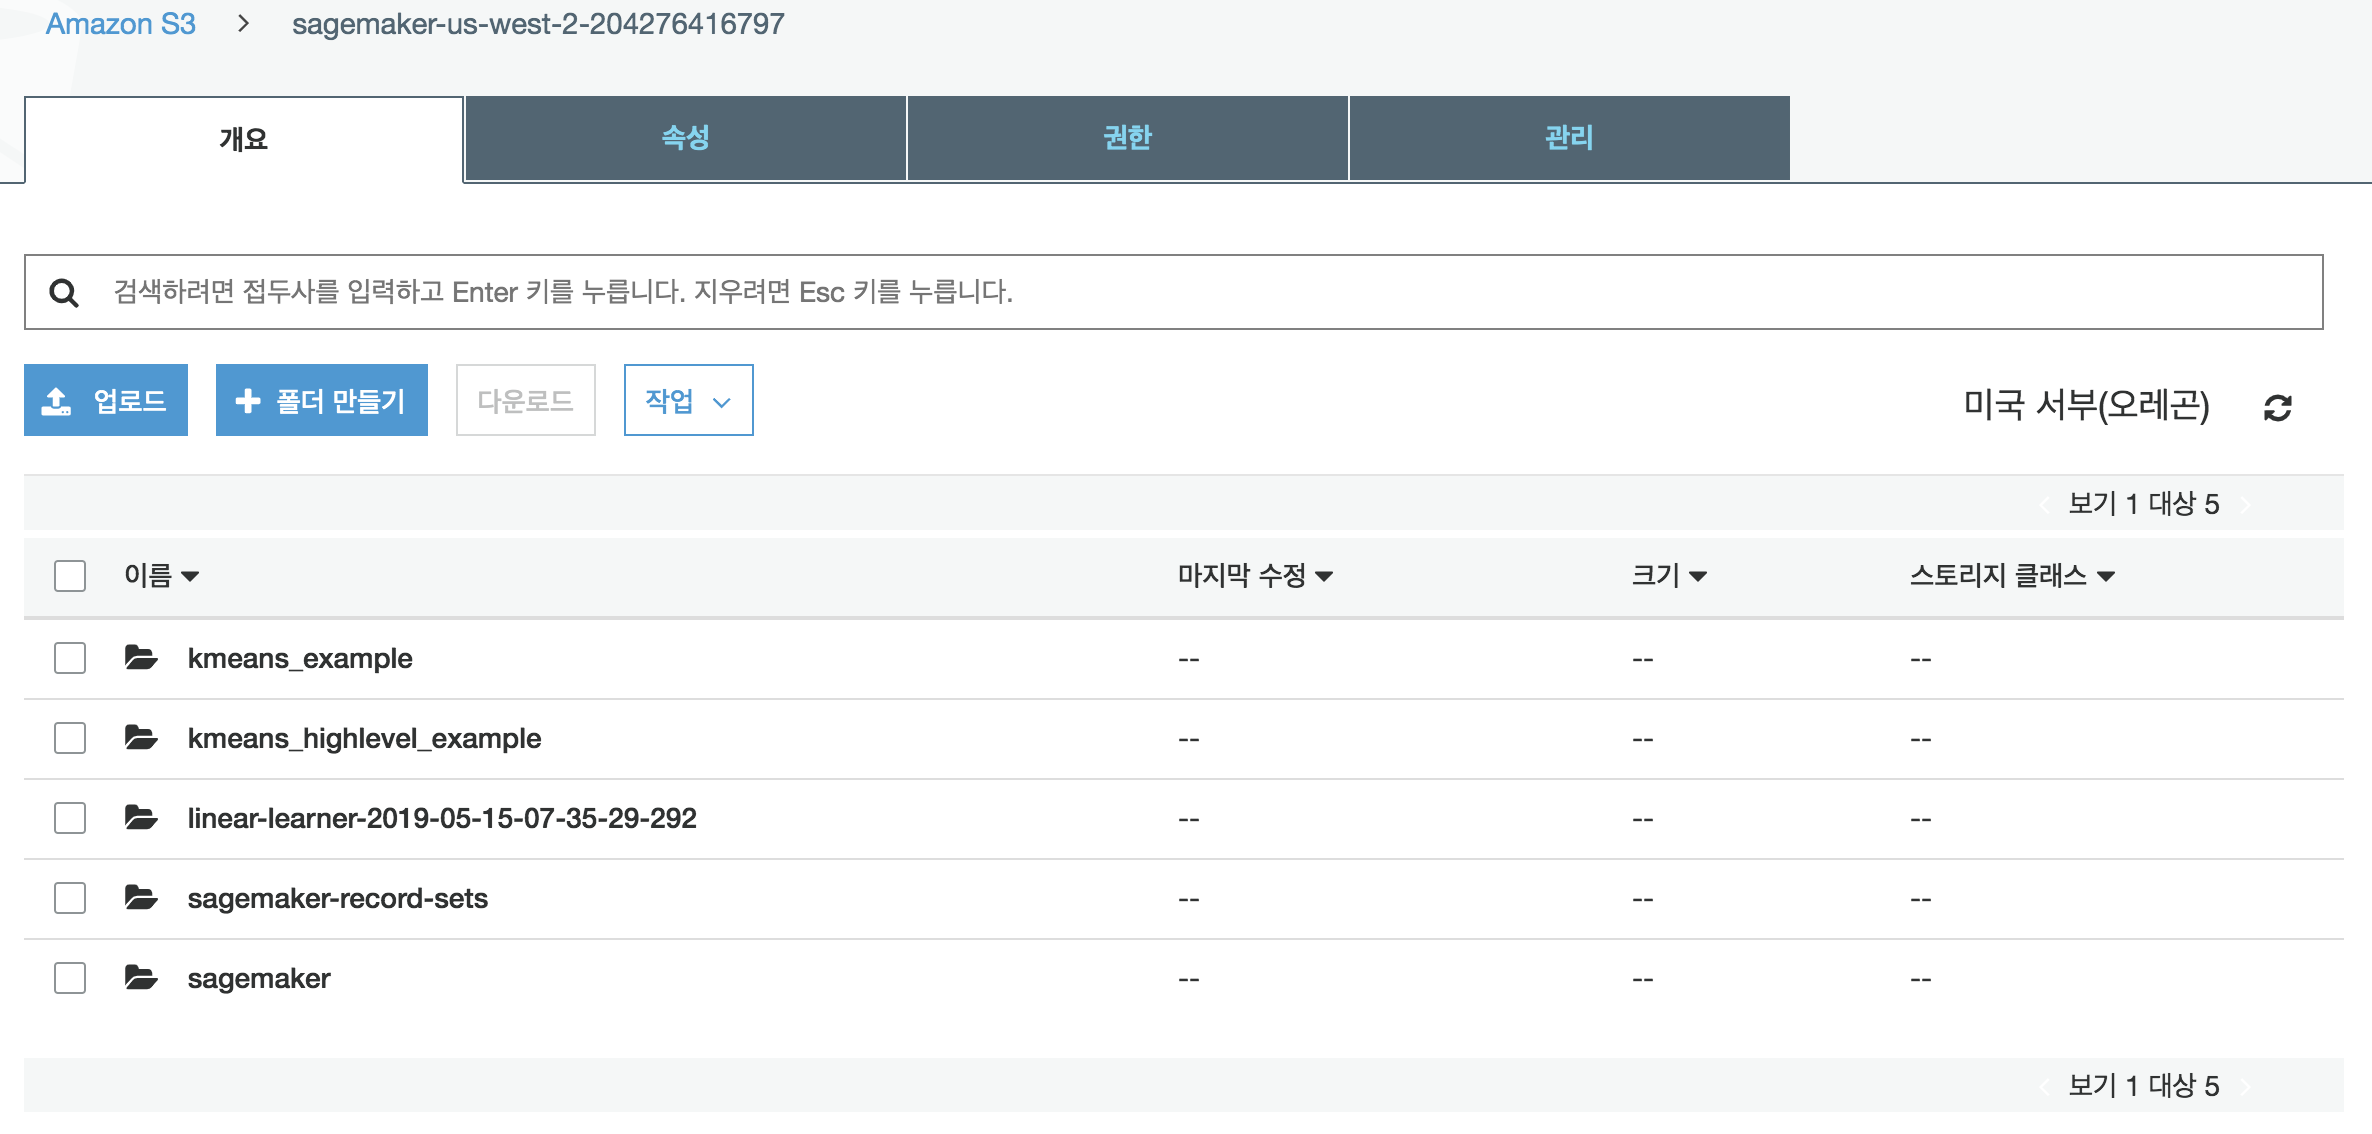 Amazon S3 > sagemaker-us-west-2-204276416797
개요 속성 권한 관리
검색하려면 접두사를 입력하고 Enter 키를 누릅니다. 지우려면 Esc 키를 누릅니다.
업로드 폴더 만들기 다운로드 작업 미국 서부(오레곤)
보기 1 대상 5
이름 마지막 수정 크기 스토리지 클래스
kmeans_example -- -- --
kmeans_highlevel_example -- -- --
linear-learner-2019-05-15-07-35-29-292 -- -- --
sagemaker-record-sets -- -- --
sagemaker -- -- --
보기 1 대상 5